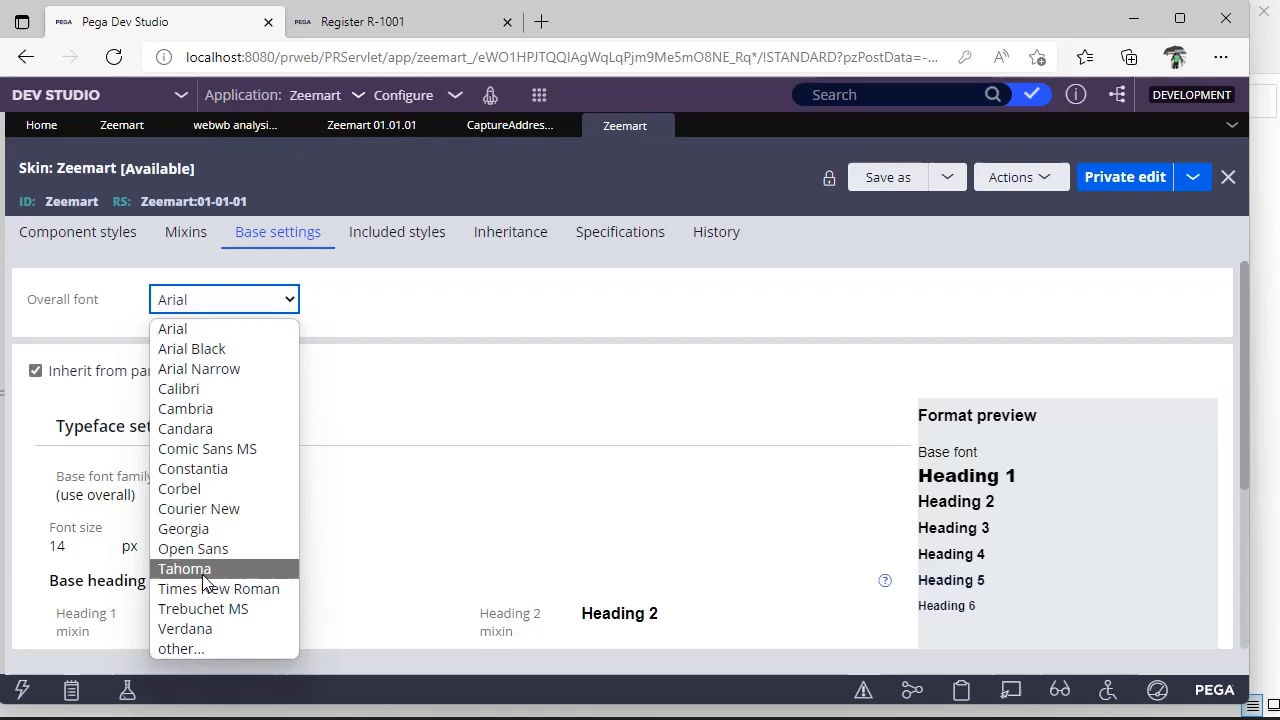 PEGA Pega Dev Studio
PEGA Register R-1001
localhost:8080/prweb/PRServlet/app/zeemart_/eWO1HPJTQQIAgWqLqPjm9Me5mO8NE_Rq*/!STANDARD?pzPostData=-...
DEV STUDIO
Application: Zeemart
Configure
Search
DEVELOPMENT
Home
Zeemart
webwb analysi...
Zeemart 01.01.01
CaptureAddres...
Zeemart
Skin: Zeemart [Available]
ID: Zeemart RS: Zeemart:01-01-01
Save as
Actions
Private edit
Component styles
Mixins
Base settings
Included styles
Inheritance
Specifications
History
Overall font
Arial
Arial
Arial Black
Arial Narrow
Calibri
Cambria
Candara
Comic Sans MS
Constantia
Corbel
Courier New
Georgia
Open Sans
Tahoma
Times New Roman
Trebuchet MS
Verdana
other...
Inherit from par
Typeface set
Base font family
(use overall)
Font size
14 px
Base heading
Heading 1
mixin
Heading 2
mixin
Heading 2
Format preview
Base font
Heading 1
Heading 2
Heading 3
Heading 4
Heading 5
Heading 6
PEGA